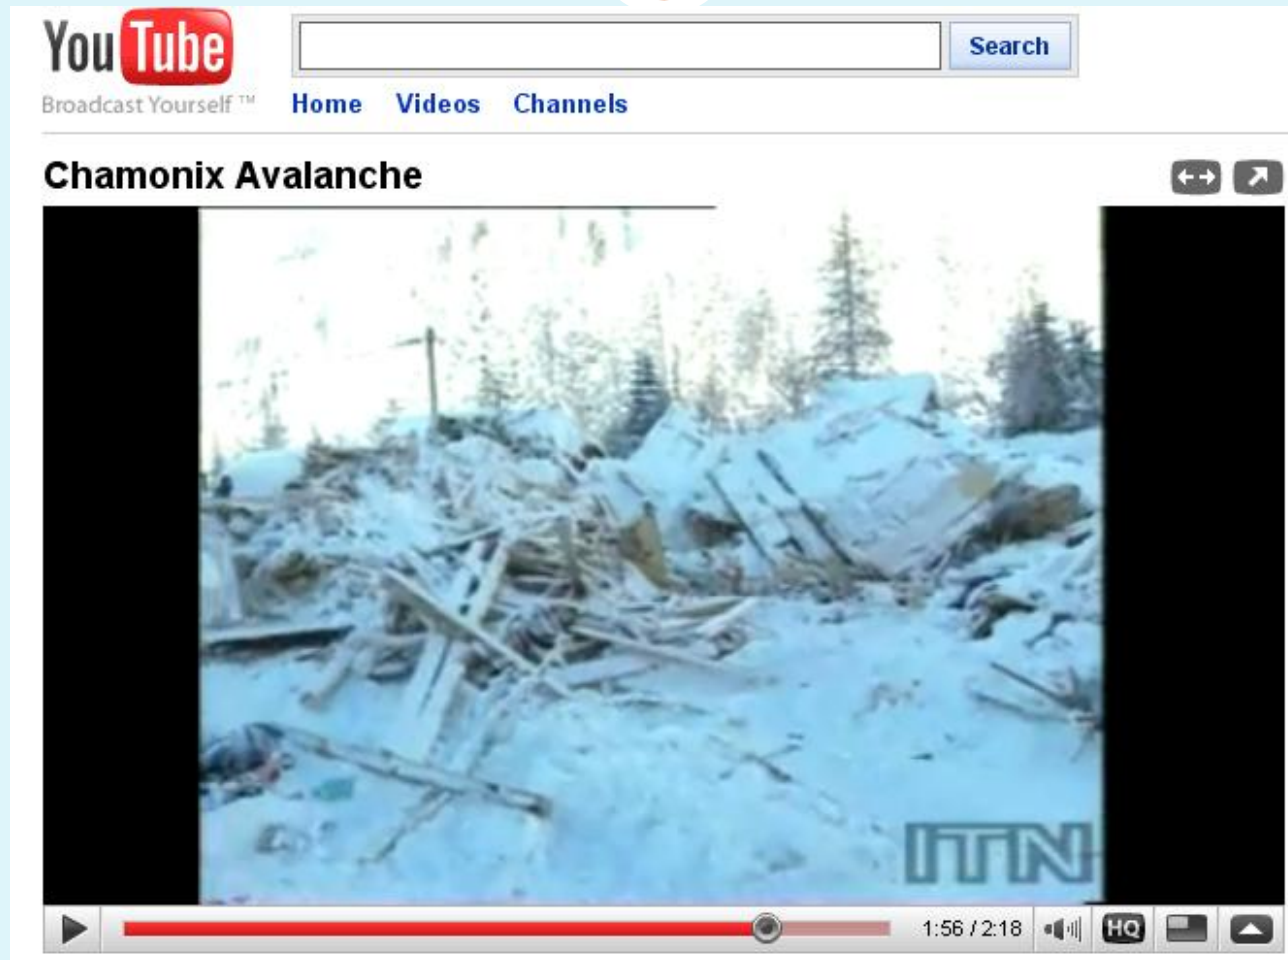 YouTube
Search
Broadcast Yourself ™
Home Videos Channels
Chamonix Avalanche
ITN
1:56 / 2:18
HQ